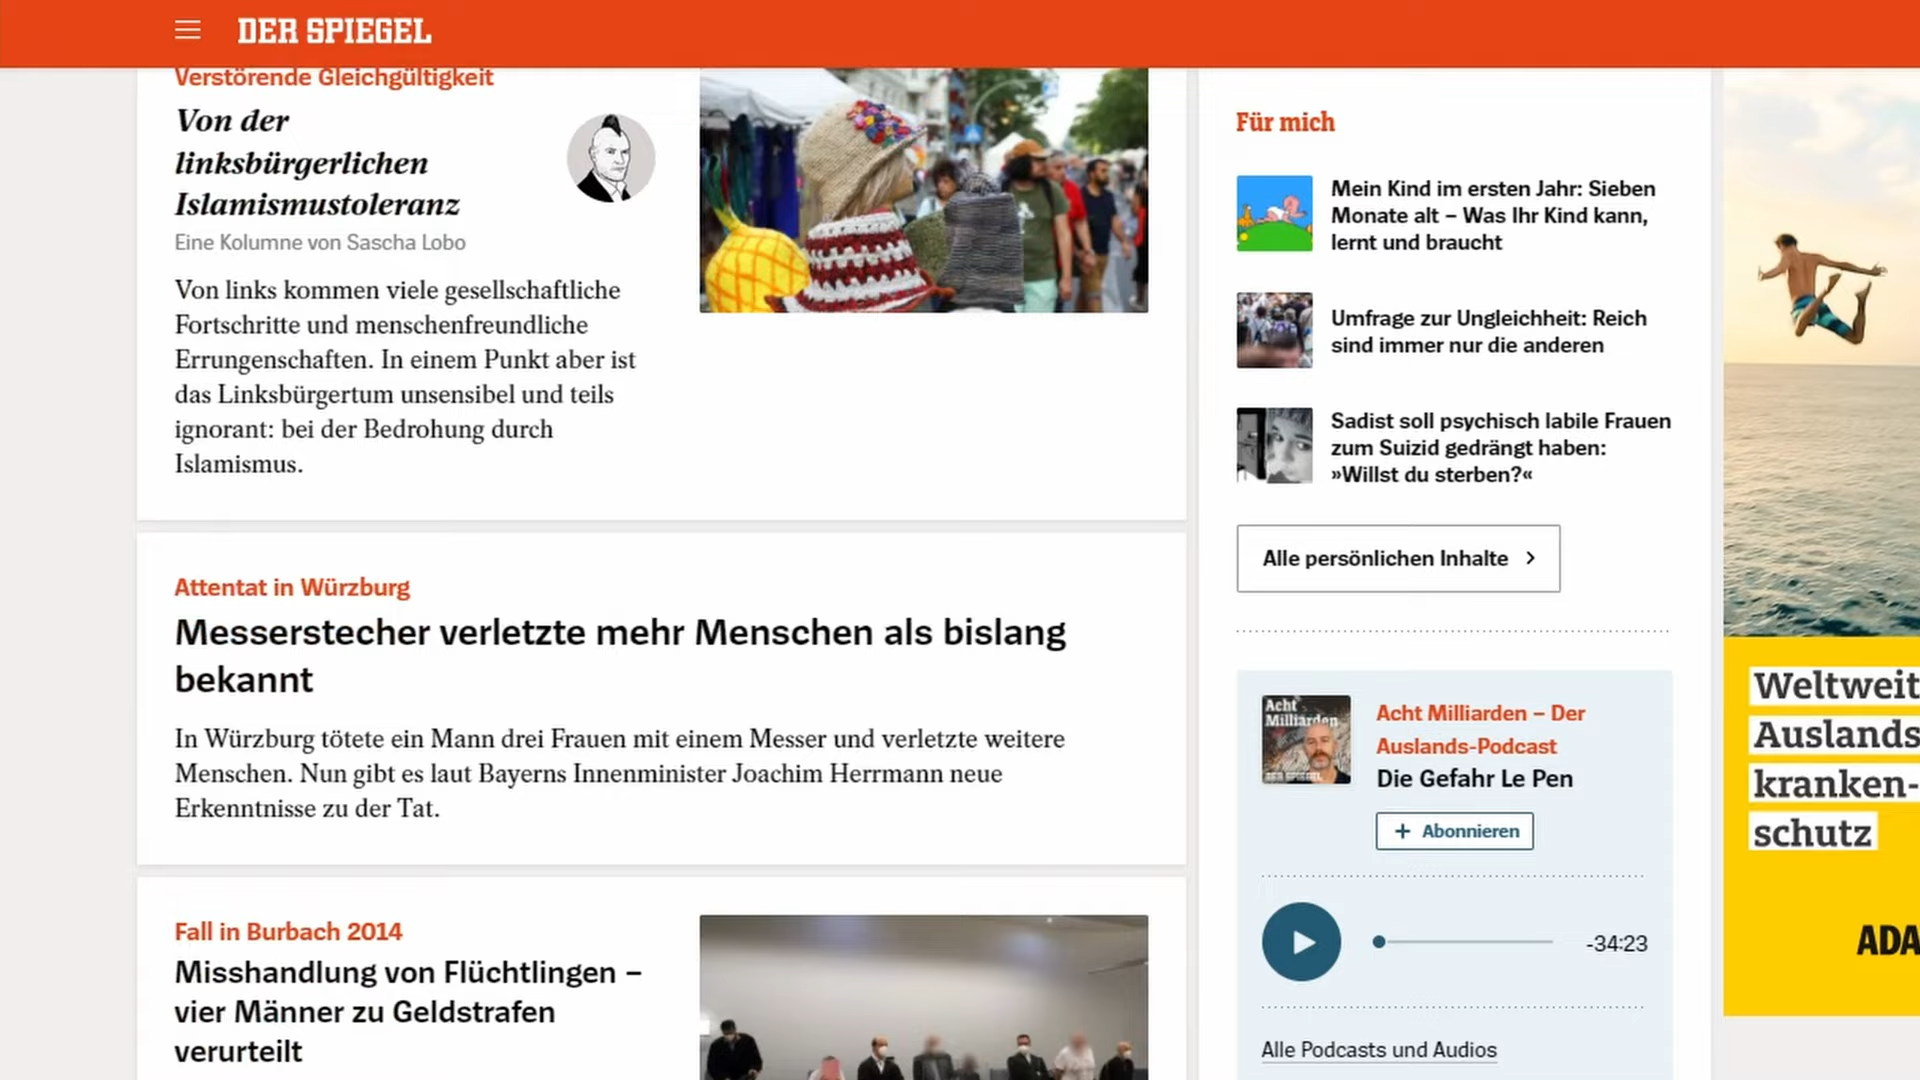 DER SPIEGEL
Verstörende Gleichgültigkeit
Von der
linksbürgerlichen
Islamismustoleranz
Eine Kolumne von Sascha Lobo
Von links kommen viele gesellschaftliche
Fortschritte und menschenfreundliche
Errungenschaften. In einem Punkt aber ist
das Linksbürgertum unsensibel und teils
ignorant: bei der Bedrohung durch
Islamismus.
Attentat in Würzburg
Messerstecher verletzte mehr Menschen als bislang
bekannt
In Würzburg tötete ein Mann drei Frauen mit einem Messer und verletzte weitere
Menschen. Nun gibt es laut Bayerns Innenminister Joachim Herrmann neue
Erkenntnisse zu der Tat.
Fall in Burbach 2014
Misshandlung von Flüchtlingen –
vier Männer zu Geldstrafen
verurteilt
Für mich
Mein Kind im ersten Jahr: Sieben
Monate alt – Was Ihr Kind kann,
lernt und braucht
Umfrage zur Ungleichheit: Reich
sind immer nur die anderen
Sadist soll psychisch labile Frauen
zum Suizid gedrängt haben:
»Willst du sterben?«
Alle persönlichen Inhalte
Acht
Milliarden
DER SPIEGEL
Acht Milliarden – Der
Auslands-Podcast
Die Gefahr Le Pen
+ Abonnieren
-34:23
Alle Podcasts und Audios
Weltweit
Auslands
kranken-
schutz
ADA